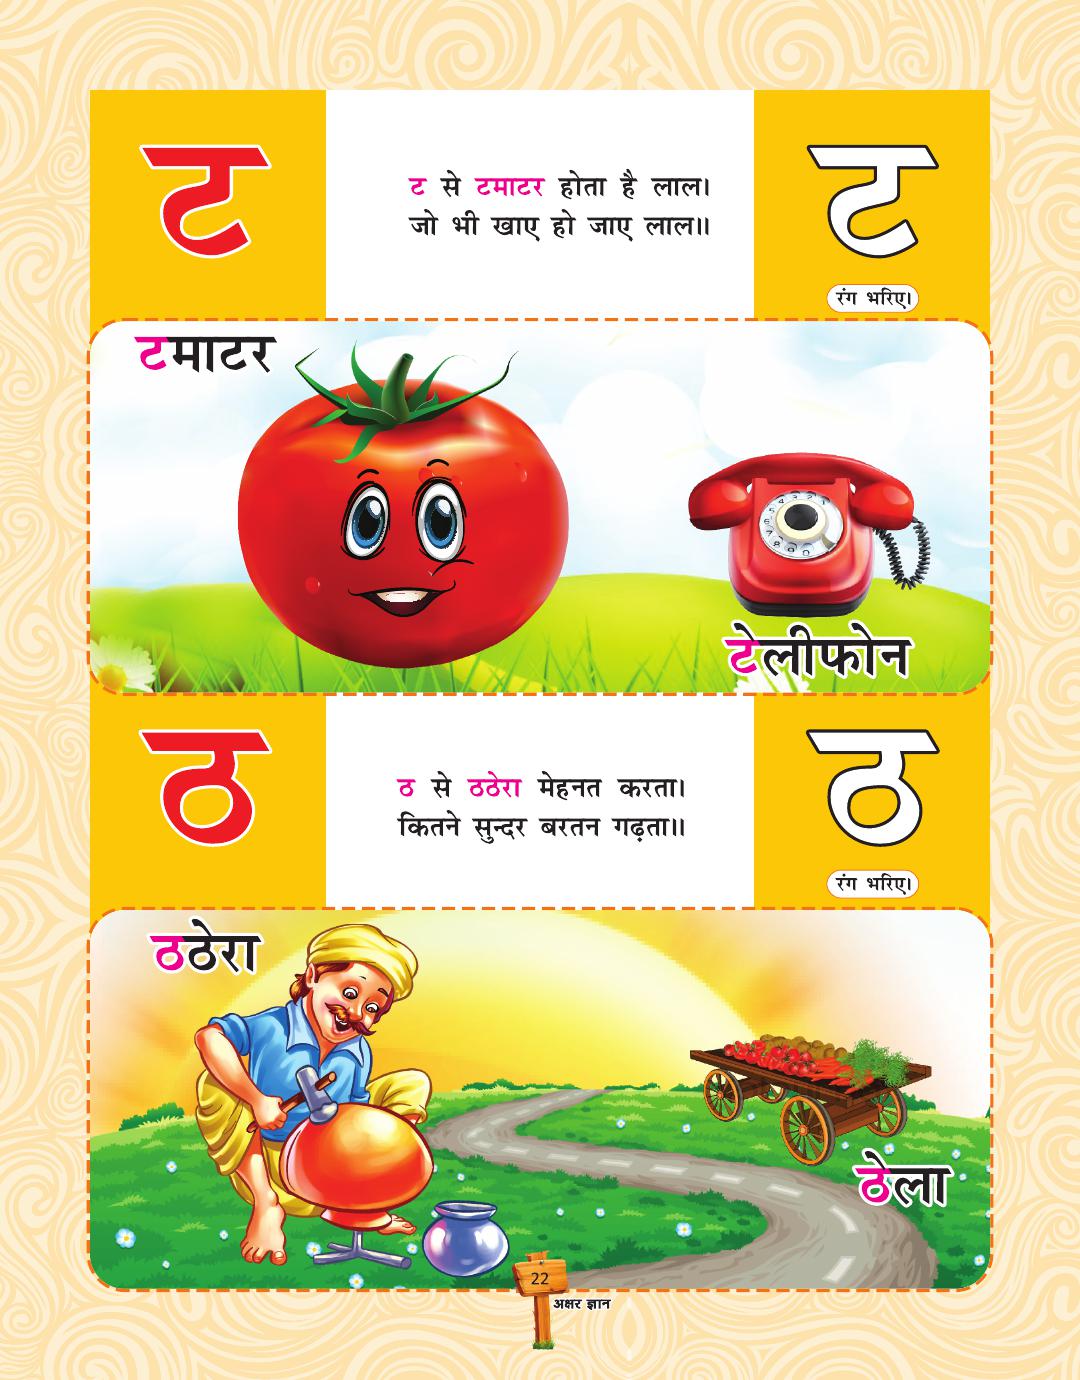 ट
ट से टमाटर होता है लाल।
जो भी खाए हो जाए लाल॥
ट
रंग भरिए।
टमाटर
टेलीफोन
ठ
ठ से ठठेरा मेहनत करता।
कितने सुन्दर बरतन गढ़ता॥
ठ
रंग भरिए।
ठठेरा
ठेला
22
अक्षर ज्ञान